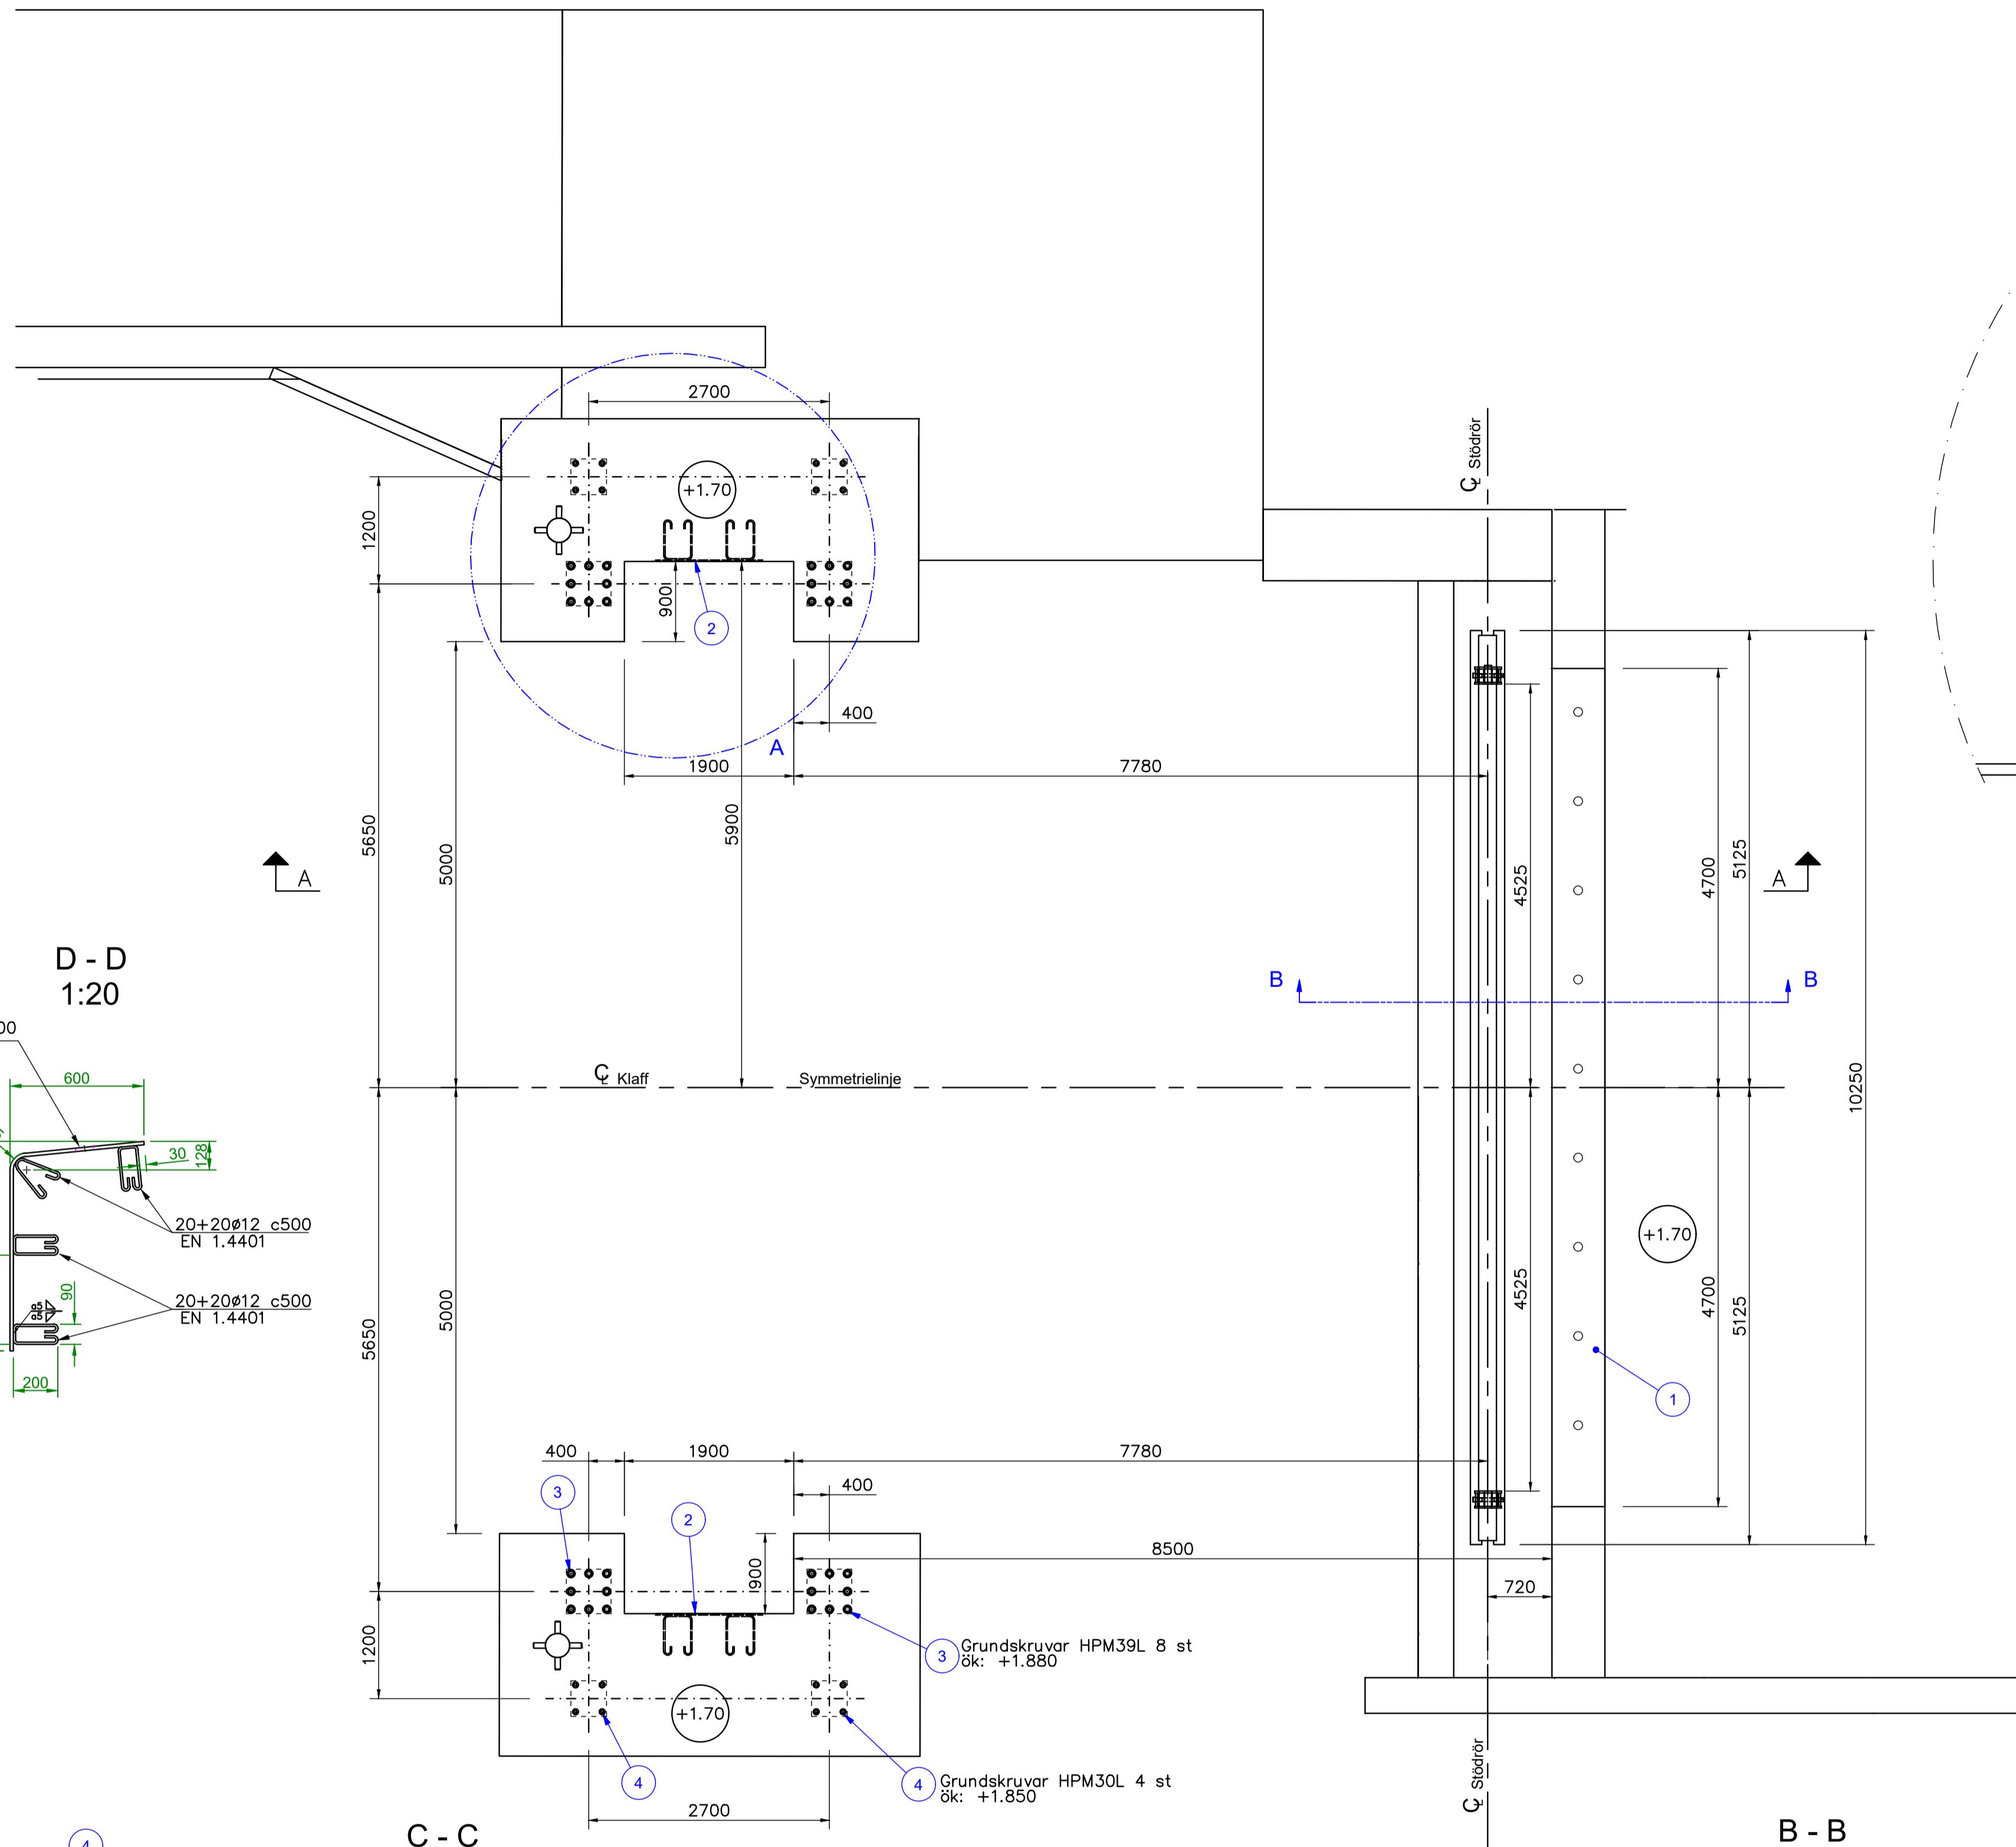 2700
+1.70
1200
900
2
400
A
1900
7780
5650
5000
5900
A
A
℄ Stödrör
4525
4700
5125
10250
B
B
D - D
1:20
600
30
128
20+20ø12 c500
EN 1.4401
20+20ø12 c500
EN 1.4401
a5
a5
90
200
℄ Klaff
Symmetrielinje
5650
5000
4525
4700
5125
+1.70
1
400
1900
7780
400
3
2
900
8500
720
1200
3
Grundskruvar HPM39L 8 st
ök: +1.880
+1.70
4
4
Grundskruvar HPM30L 4 st
ök: +1.850
2700
℄ Stödrör
4
C - C
B - B